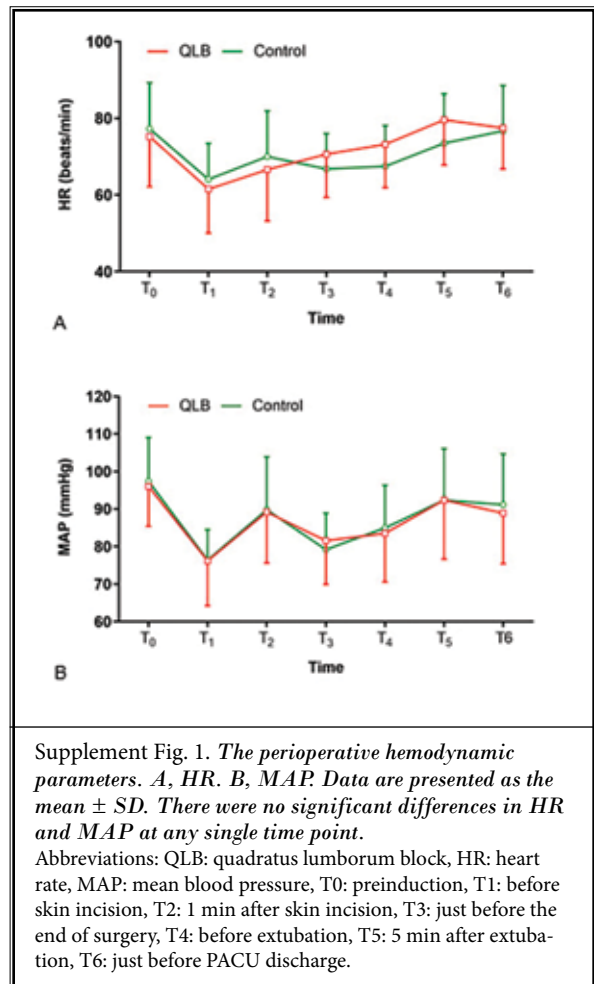 QLB Control
100
80
60
40
HR (beats/min)
T0 T1 T2 T3 T4 T5 T6
Time
A
QLB Control
120
110
100
90
80
70
60
MAP (mmHg)
T0 T1 T2 T3 T4 T5 T6
Time
B
Supplement Fig. 1. The perioperative hemodynamic
parameters. A, HR. B, MAP. Data are presented as the
mean ± SD. There were no significant differences in HR
and MAP at any single time point.
Abbreviations: QLB: quadratus lumborum block, HR: heart
rate, MAP: mean blood pressure, T0: preinduction, T1: before
skin incision, T2: 1 min after skin incision, T3: just before the
end of surgery, T4: before extubation, T5: 5 min after extuba-
tion, T6: just before PACU discharge.